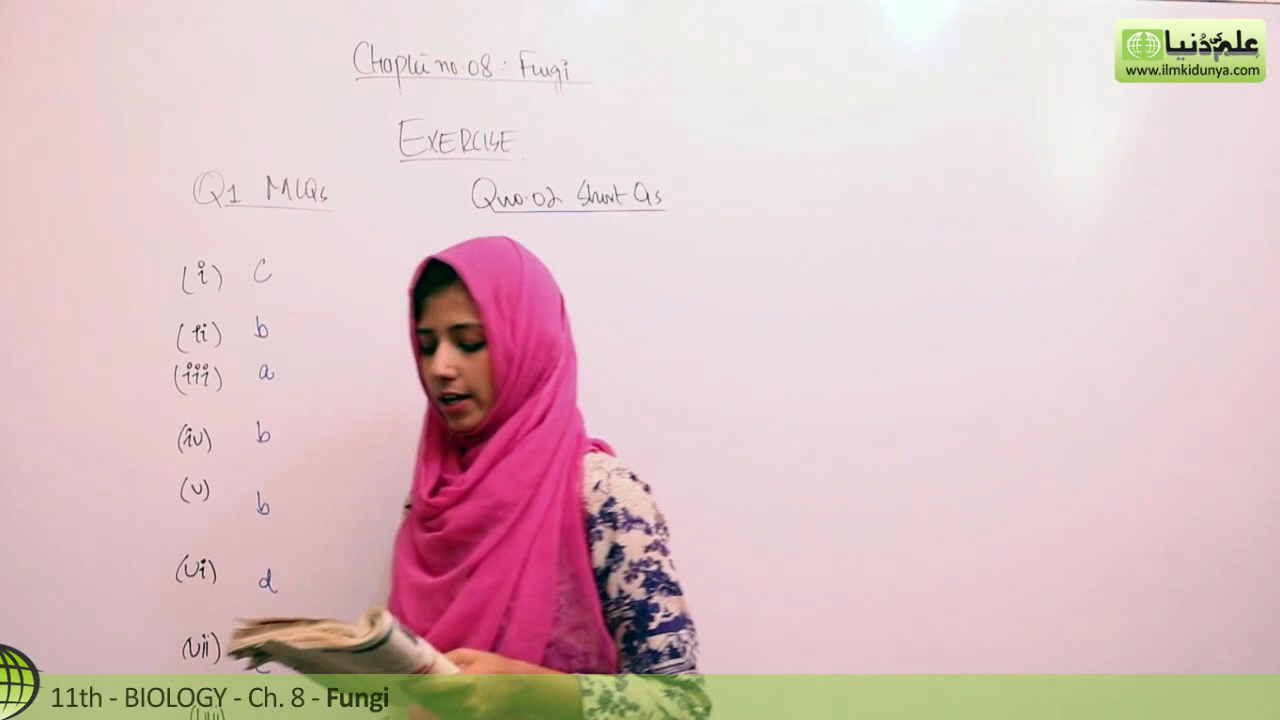 علم کی دُنیا
www.ilmkidunya.com
Chapter no. 08 : Fungi
EXERCISE
Q1 MCQs
Qno.02 Short Qs
(i) c
(ii) b
(iii) a
(iv) b
(v) b
(vi) d
(vii)
11th - BIOLOGY - Ch. 8 - Fungi